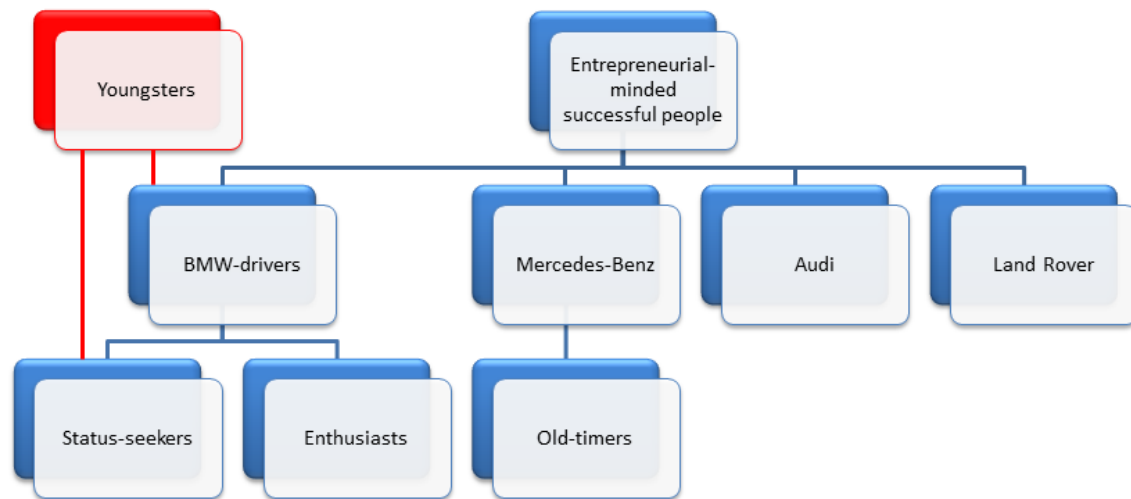 Youngsters
Entrepreneurial-
minded
successful people
BMW-drivers
Mercedes-Benz
Audi
Land Rover
Status-seekers
Enthusiasts
Old-timers